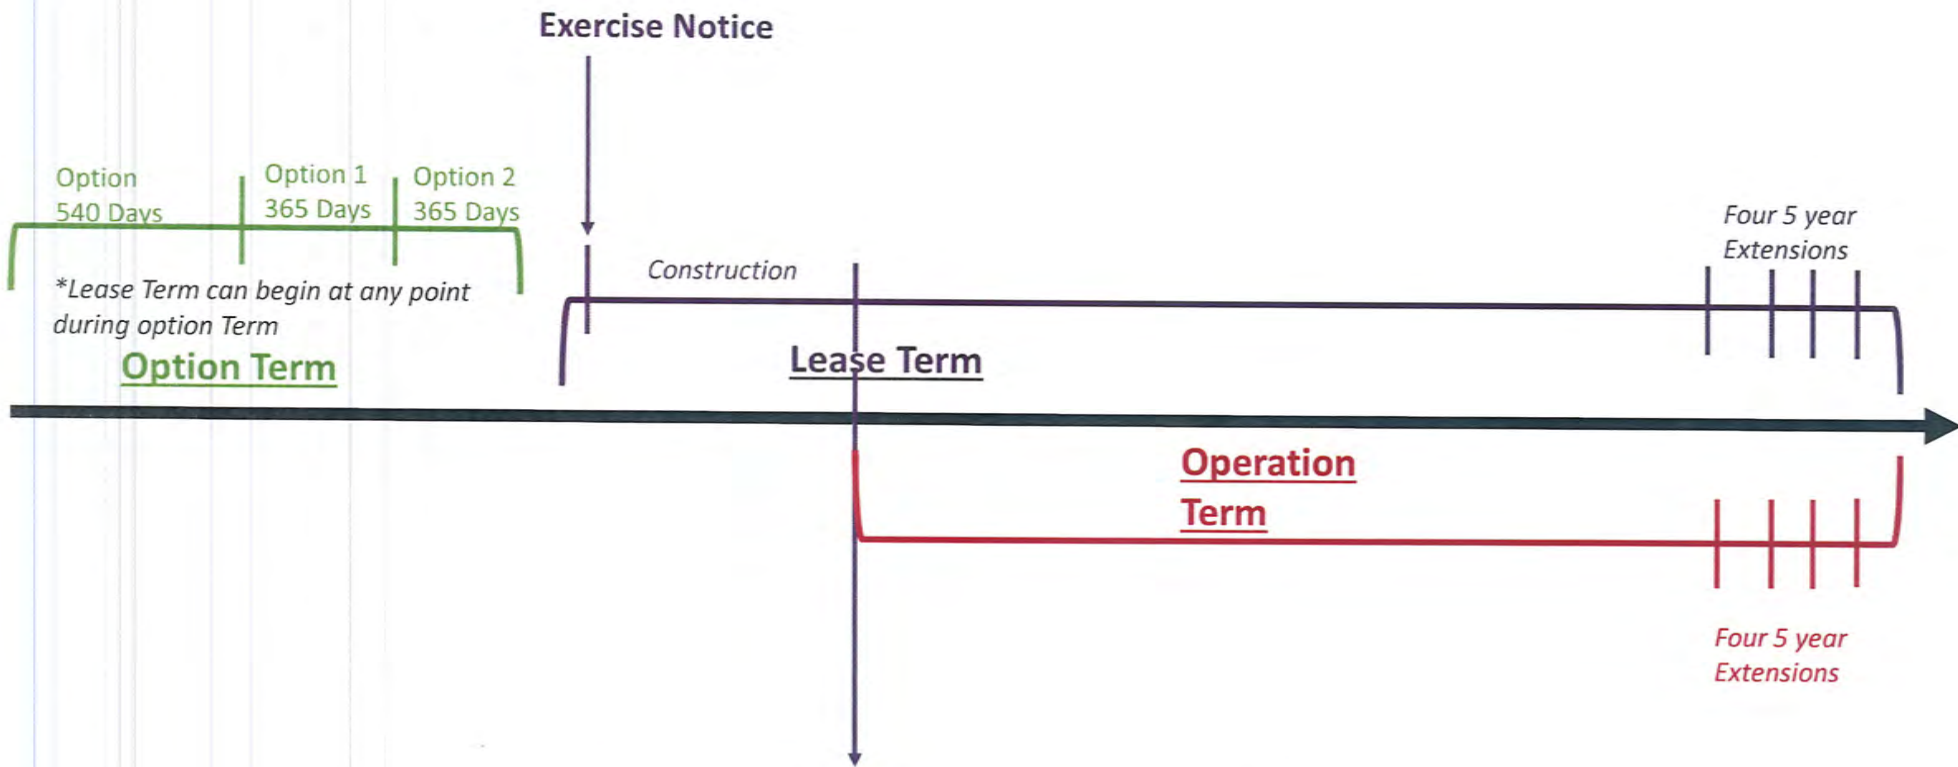 Exercise Notice
Option
540 Days
Option 1
365 Days
Option 2
365 Days
*Lease Term can begin at any point
during option Term
Option Term
Construction
Lease Term
Four 5 year
Extensions
Operation
Term
Four 5 year
Extensions